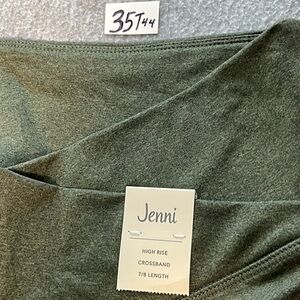 35T44
Jenni
HIGH RISE
CROSSBAND
7/8 LENGTH